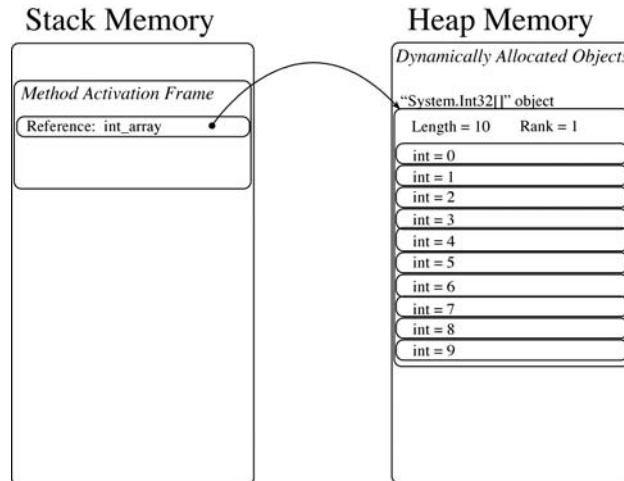 Stack Memory
Heap Memory
Method Activation Frame
Reference: int_array
Dynamically Allocated Objects
“System.Int32[]” object
Length = 10 Rank = 1
int = 0
int = 1
int = 2
int = 3
int = 4
int = 5
int = 6
int = 7
int = 8
int = 9